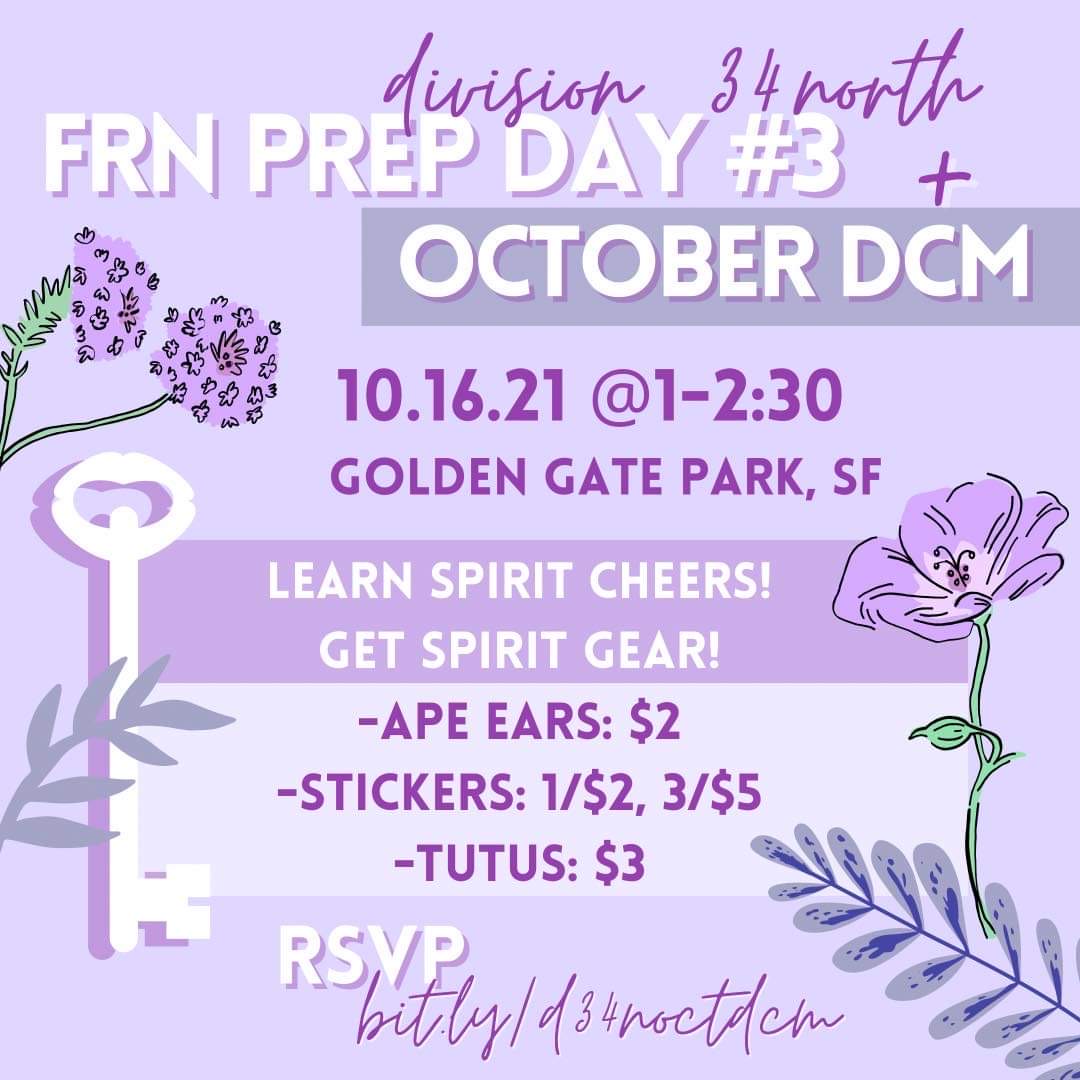 division 34 north
FRN PREP DAY #3
+
OCTOBER DCM
10.16.21 @1-2:30
GOLDEN GATE PARK, SF
LEARN SPIRIT CHEERS!
GET SPIRIT GEAR!
-APE EARS: $2
-STICKERS: 1/$2, 3/$5
-TUTUS: $3
RSVP
bit.ly/d34noctdcm